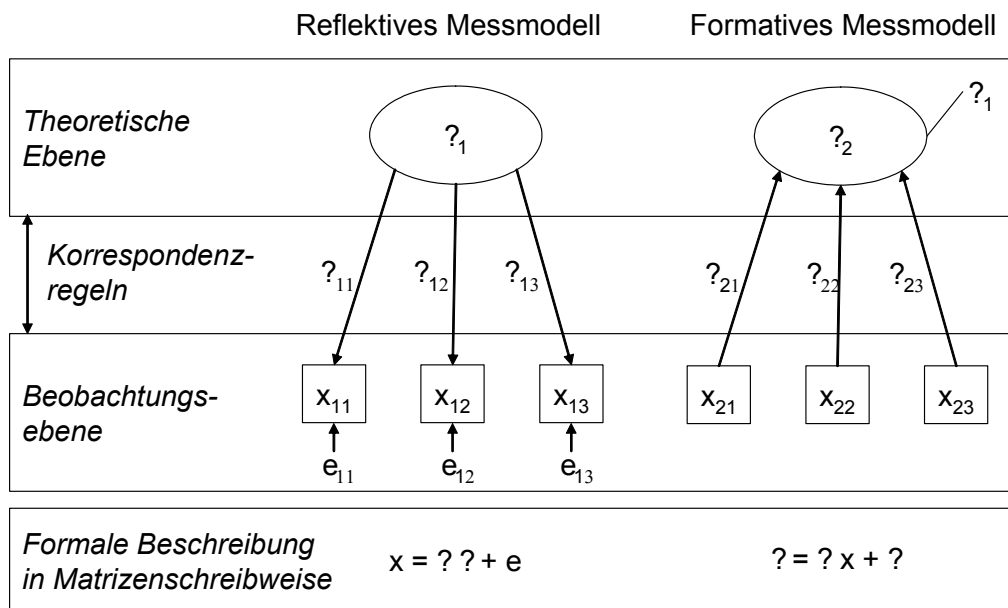 Reflektives Messmodell
Formatives Messmodell
Theoretische
Ebene
?₁
?₂
?₁
Korrespondenz-
regeln
?₁₁
?₁₂
?₁₃
?₂₁
?₂₂
?₂₃
Beobachtungs-
ebene
x₁₁
x₁₂
x₁₃
x₂₁
x₂₂
x₂₃
e₁₁
e₁₂
e₁₃
Formale Beschreibung
in Matrizenschreibweise
x = ? ? + e
? = ? x + ?